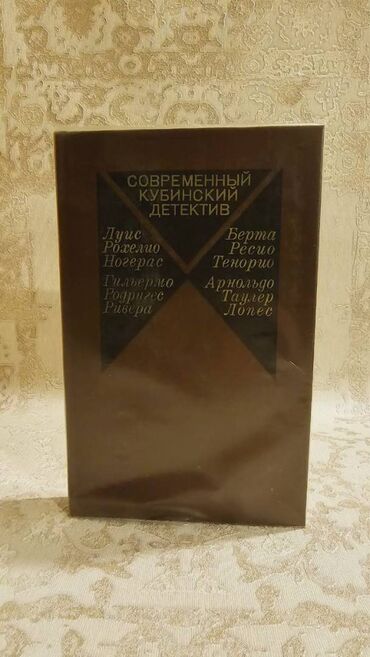 СОВРЕМЕННЫЙ
КУБИНСКИЙ
ДЕТЕКТИВ
Луис
Рохелио
Ногерас
Гильермо
Родригес
Ривера
Берта
Ресио
Тенорио
Арнольдо
Таулер
Лопес